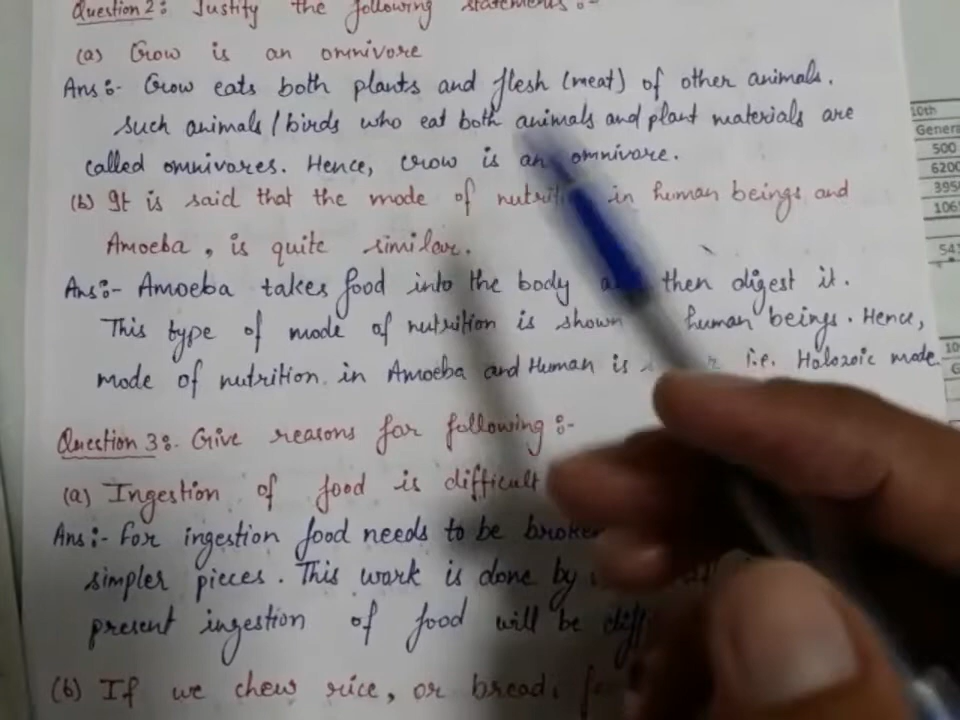 Question 2: Justify the following statements:-
(a) Crow is an omnivore
Ans:- Crow eats both plants and flesh (meat) of other animals.
Such animals / birds who eat both animals and plant materials are
called omnivores. Hence, crow is an omnivore.
(b) It is said that the mode of in human beings and
Amoeba, is quite similar.
Ans:- Amoeba takes food into the body then digest it.
This type of mode of nutrition is shown human beings. Hence,
mode of nutrition in Amoeba and Human is i.e. Holozoic mode.
Question 3:- Give reasons for following:-
(a) Ingestion of food is difficult
Ans:- For ingestion food needs to be
simpler pieces. This work is done by
present ingestion of food will be
(b) If we chew rice, or bread,
10th
500